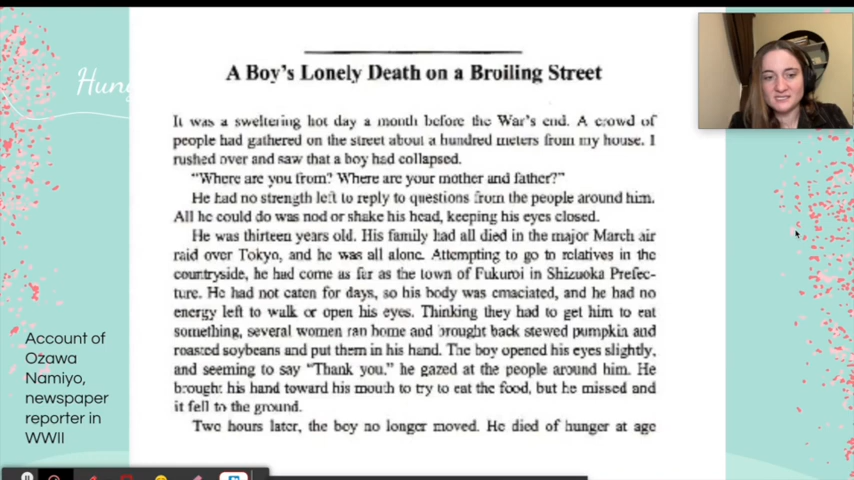 Hung
A Boy's Lonely Death on a Broiling Street
It was a sweltering hot day a month before the War's end. A crowd of
people had gathered on the street about a hundred meters from my house. I
rushed over and saw that a boy had collapsed.
"Where are you from? Where are your mother and father?"
He had no strength left to reply to questions from the people around him.
All he could do was nod or shake his head, keeping his eyes closed.
He was thirteen years old. His family had all died in the major March air
raid over Tokyo, and he was all alone. Attempting to go to relatives in the
countryside, he had come as far as the town of Fukuroi in Shizuoka Prefec-
ture. He had not eaten for days, so his body was emaciated, and he had no
energy left to walk or open his eyes. Thinking they had to get him to eat
something, several women ran home and brought back stewed pumpkin and
roasted soybeans and put them in his hand. The boy opened his eyes slightly,
and seeming to say "Thank you," he gazed at the people around him. He
brought his hand toward his mouth to try to eat the food, but he missed and
it fell to the ground.
Two hours later, the boy no longer moved. He died of hunger at age
Account of
Ozawa
Namiyo,
newspaper
reporter in
WWII